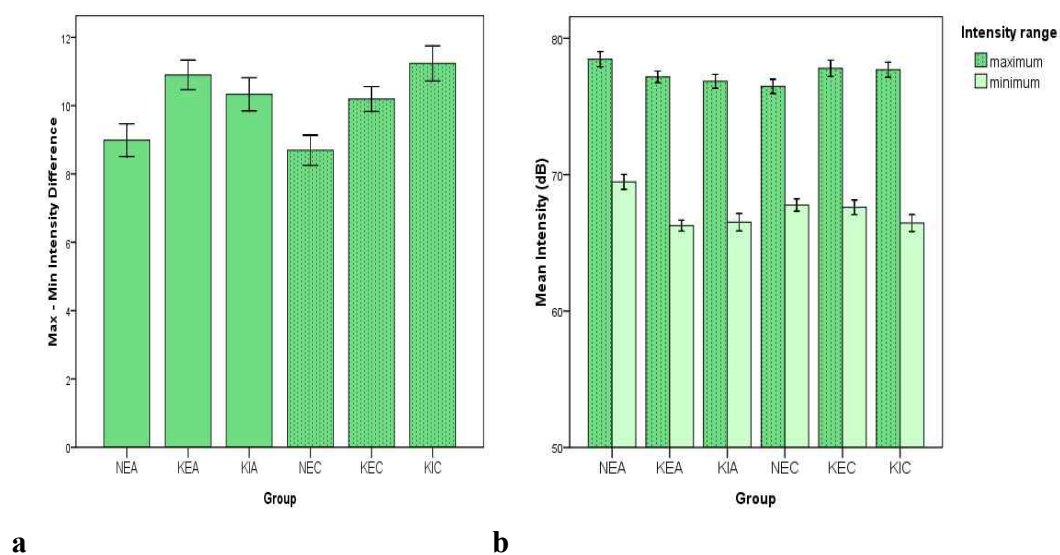 Max - Min Intensity Difference
12
10
8
6
4
2
0
NEA KEA KIA NEC KEC KIC
Group
a
Mean Intensity (dB)
80
70
60
50
NEA KEA KIA NEC KEC KIC
Group
Intensity range
maximum
minimum
b